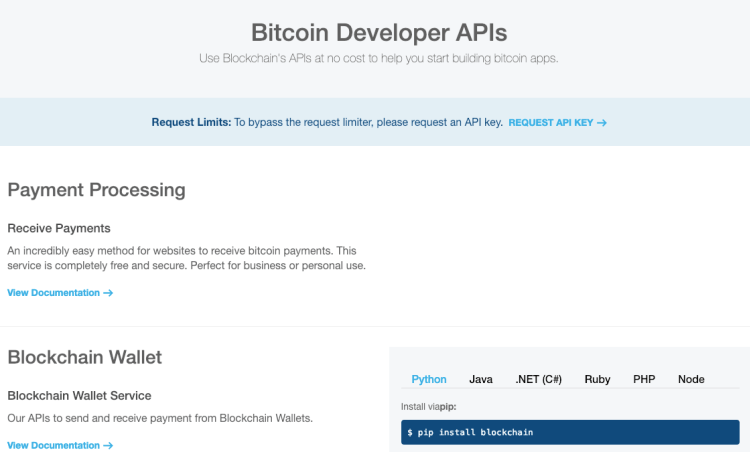 Bitcoin Developer APIs
Use Blockchain's APIs at no cost to help you start building bitcoin apps.
Request Limits: To bypass the request limiter, please request an API key. REQUEST API KEY →
Payment Processing
Receive Payments
An incredibly easy method for websites to receive bitcoin payments. This
service is completely free and secure. Perfect for business or personal use.
View Documentation →
Blockchain Wallet
Blockchain Wallet Service
Our APIs to send and receive payment from Blockchain Wallets.
View Documentation →
Python Java .NET (C#) Ruby PHP Node
Install viapip:
$ pip install blockchain